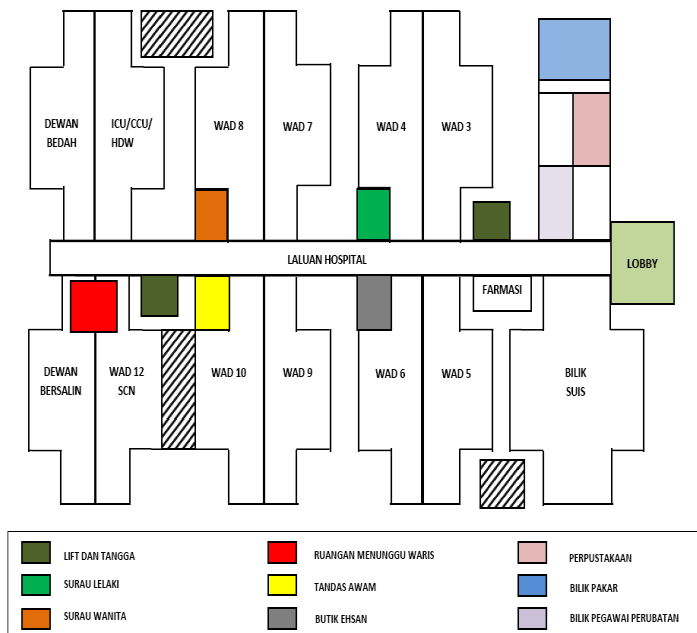 DEWAN
BEDAH
ICU/CCU/
HDW
WAD 8
WAD 7
WAD 4
WAD 3
LALUAN HOSPITAL
LOBBY
FARMASI
DEWAN
BERSALIN
WAD 12
SCN
WAD 10
WAD 9
WAD 6
WAD 5
BILIK
SUIS
LIFT DAN TANGGA
RUANGAN MENUNGGU WARIS
PERPUSTAKAAN
SURAU LELAKI
TANDAS AWAM
BILIK PAKAR
SURAU WANITA
BUTIK EHSAN
BILIK PEGAWAI PERUBATAN